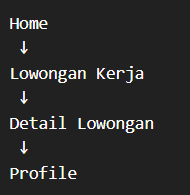 Home
↓
Lowongan Kerja
↓
Detail Lowongan
↓
Profile